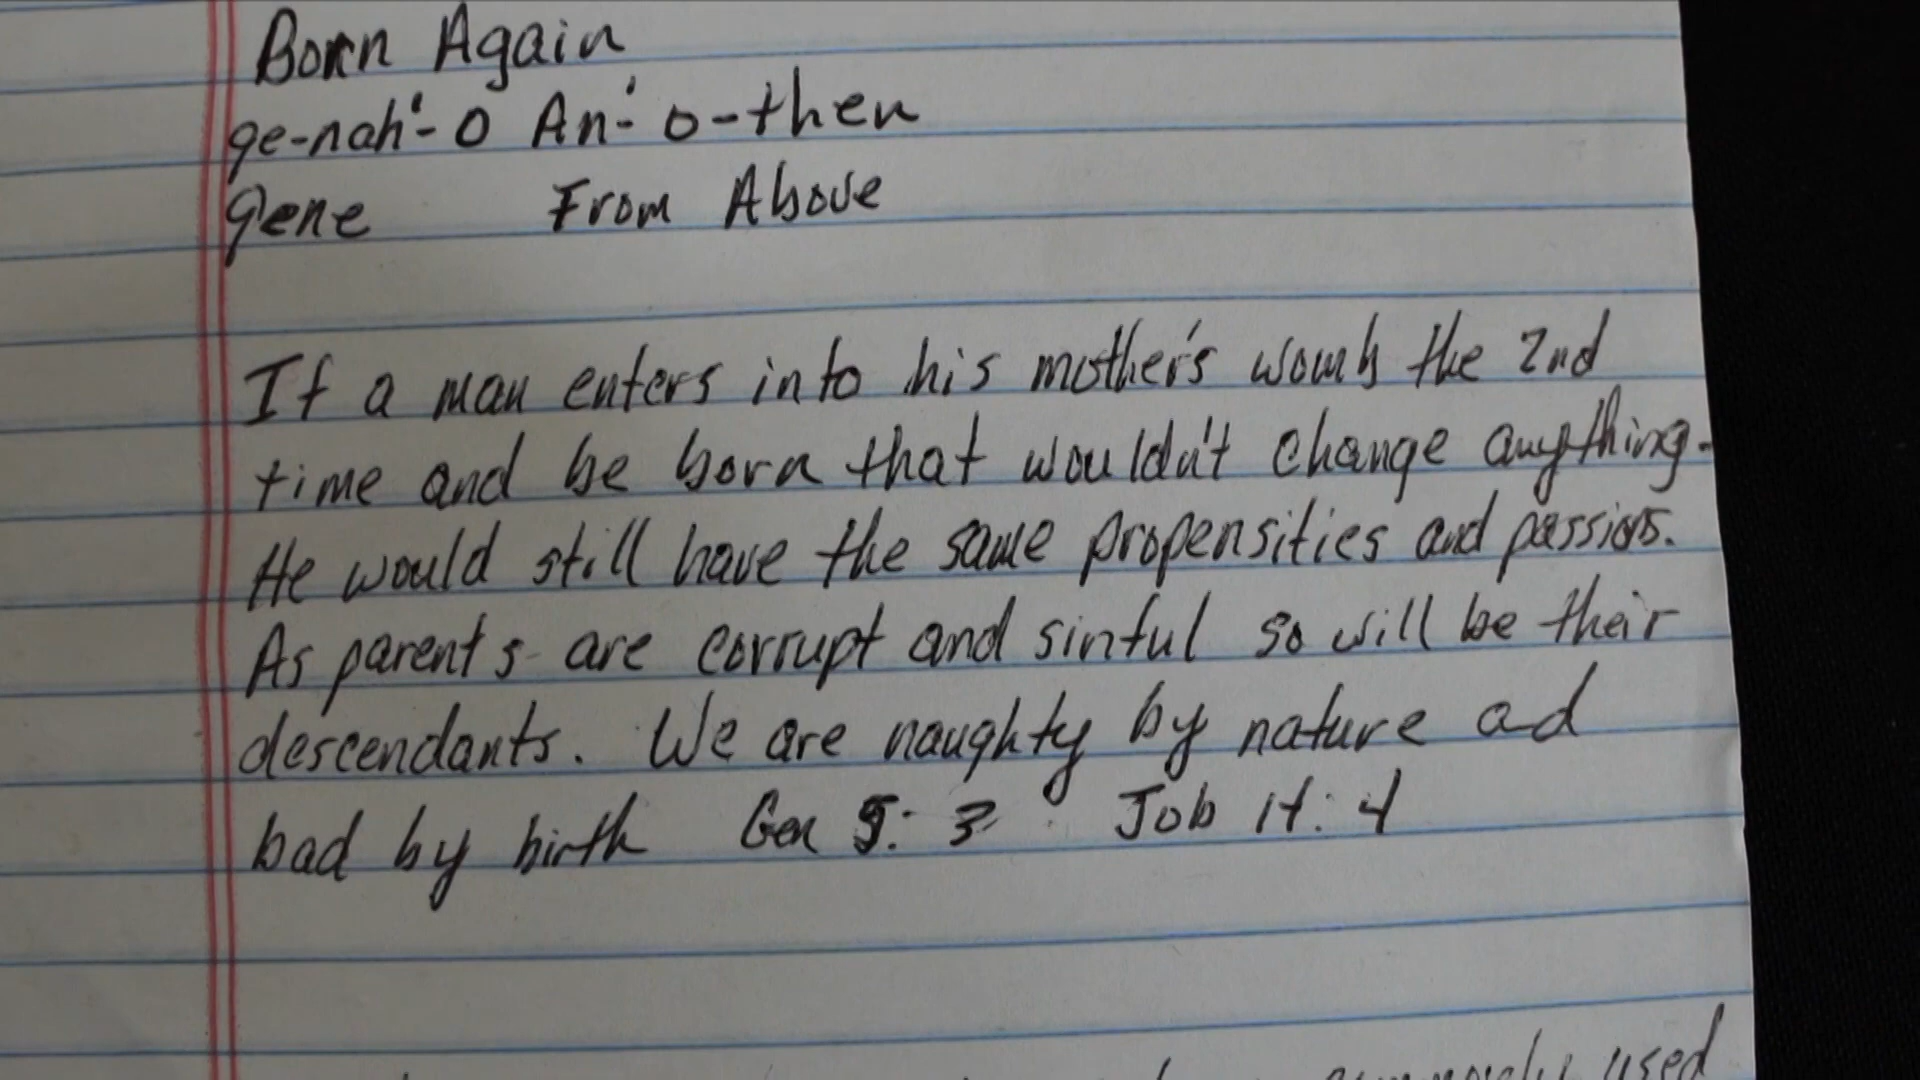 Born Again
ge-nah'-o An-'o-then
gene From Above
If a man enters into his mother's womb the 2nd
time and be born that wouldn't change anything.
He would still have the same propensities and passions.
As parents are corrupt and sinful so will be their
descendants. We are naughty by nature ad
bad by birth Gen 5:3 Job 14:4
used